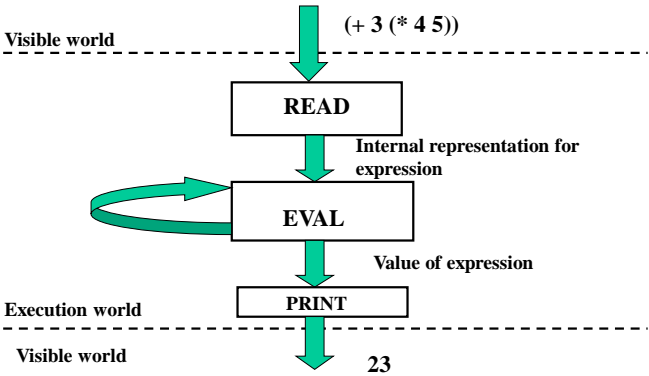 (+ 3 (* 4 5))
Visible world
READ
Internal representation for
expression
EVAL
Value of expression
PRINT
Execution world
Visible world
23